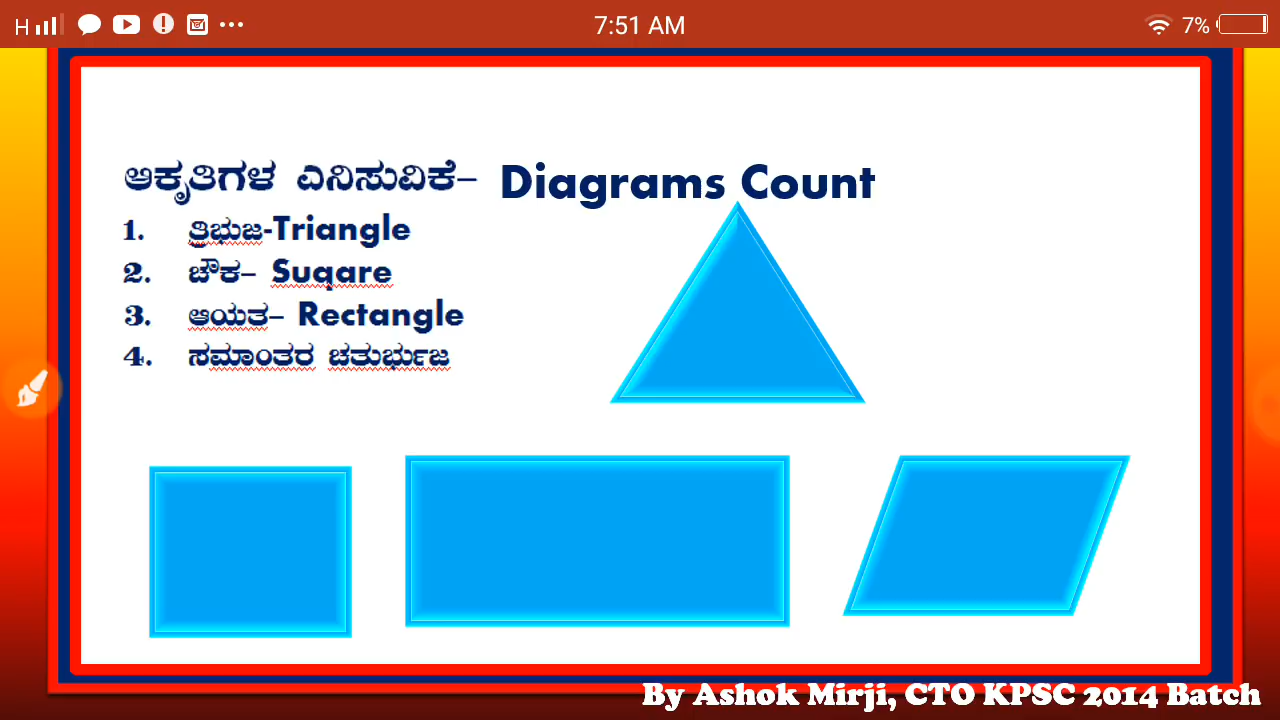 H 7:51 AM 7%
ಆಕೃತಿಗಳ ಎನಿಸುವಿಕೆ– Diagrams Count
1. ತ್ರಿಭುಜ-Triangle
2. ಚೌಕ– Suqare
3. ಆಯತ– Rectangle
4. ಸಮಾಂತರ ಚತುರ್ಭುಜ
By Ashok Mirji, CTO KPSC 2014 Batch